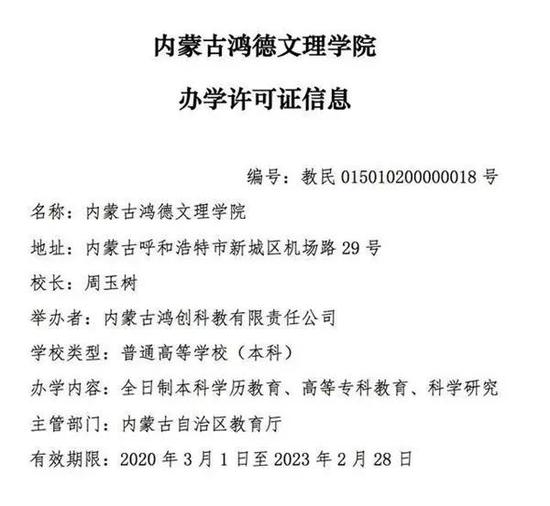 内蒙古鸿德文理学院
办学许可证信息
编号：教民 015010200000018 号
名称：内蒙古鸿德文理学院
地址：内蒙古呼和浩特市新城区机场路 29 号
校长：周玉树
举办者：内蒙古鸿创科教有限责任公司
学校类型：普通高等学校（本科）
办学内容：全日制本科学历教育、高等专科教育、科学研究
主管部门：内蒙古自治区教育厅
有效期限：2020 年 3 月 1 日至 2023 年 2 月 28 日